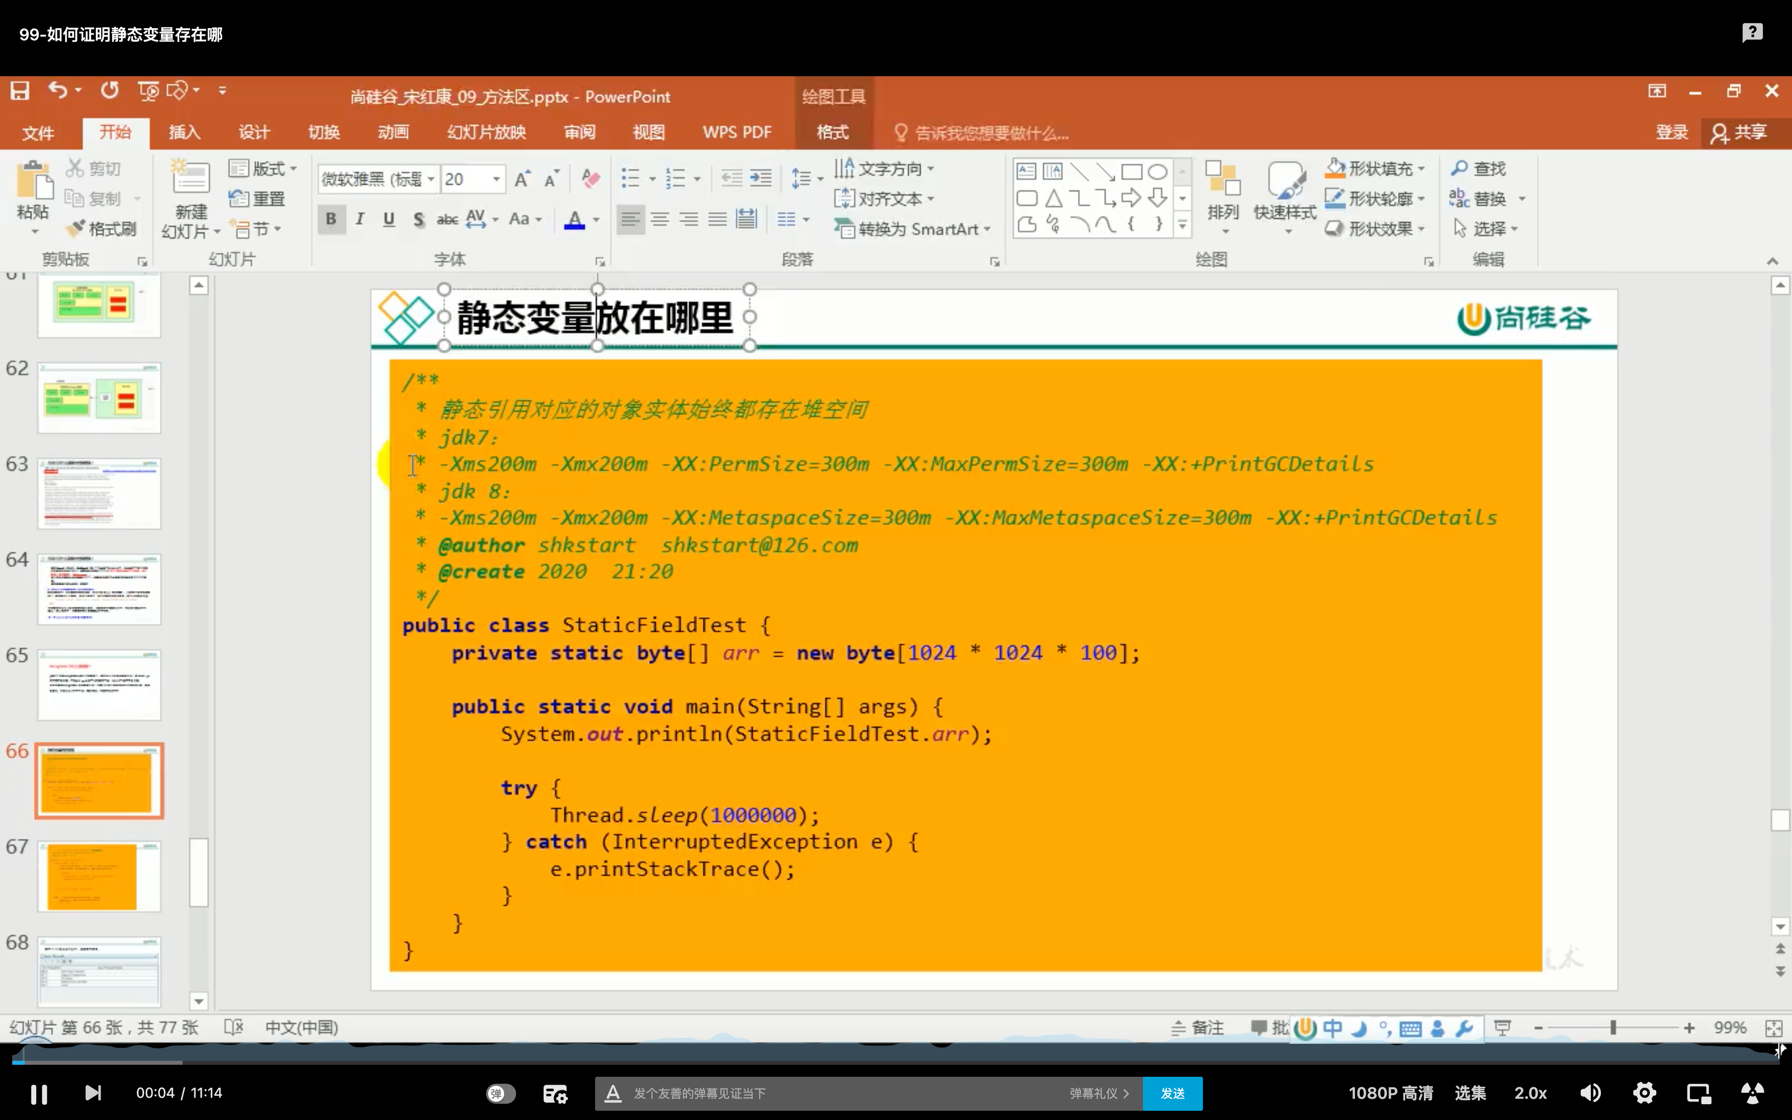 99-如何证明静态变量存在哪
尚硅谷_宋红康_09_方法区.pptx - PowerPoint
绘图工具
文件 开始 插入 设计 切换 动画 幻灯片放映 审阅 视图 WPS PDF 格式 告诉我您想要做什么... 登录 共享
粘贴 剪切 复制 格式刷
新建
幻灯片 版式 重置 节
微软雅黑 (标题 20
B I U S abc AV Aa A
文字方向
对齐文本
转换为 SmartArt
排列 快速样式 形状填充 形状轮廓 形状效果
查找
替换
选择
剪贴板 幻灯片 字体 段落 绘图 编辑
61
62
63
64
65
66
67
68
静态变量放在哪里
尚硅谷
/**
* 静态引用对应的对象实体始终都存在堆空间
* jdk7:
* -Xms200m -Xmx200m -XX:PermSize=300m -XX:MaxPermSize=300m -XX:+PrintGCDetails
* jdk 8:
* -Xms200m -Xmx200m -XX:MetaspaceSize=300m -XX:MaxMetaspaceSize=300m -XX:+PrintGCDetails
* @author shkstart shkstart@126.com
* @create 2020 21:20
*/
public class StaticFieldTest {
private static byte[] arr = new byte[1024 * 1024 * 100];
public static void main(String[] args) {
System.out.println(StaticFieldTest.arr);
try {
Thread.sleep(1000000);
} catch (InterruptedException e) {
e.printStackTrace();
}
}
}
幻灯片 第 66 张，共 77 张 中文(中国) 备注 批 中 99%
00:04 / 11:14 弹 发个友善的弹幕见证当下 弹幕礼仪 > 发送 1080P 高清 选集 2.0x